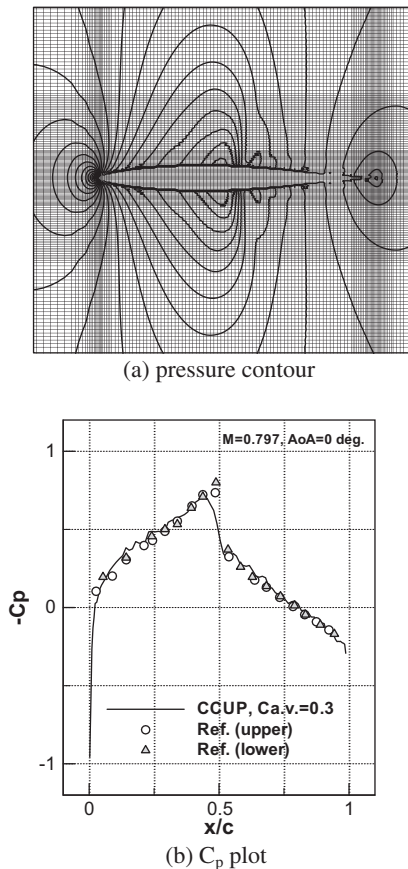 (a) pressure contour
M=0.797, AoA=0 deg.
1
0
-1
-Cp
CCUP, Ca.v.=0.3
Ref. (upper)
Ref. (lower)
0
0.5
1
x/c
(b) Cp plot